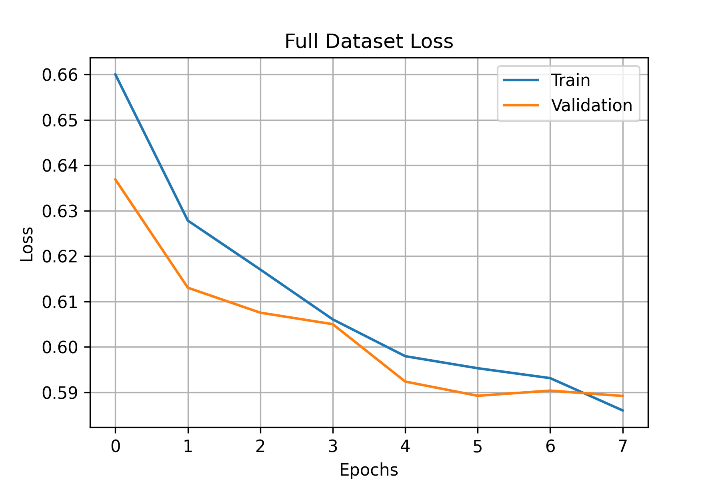 Full Dataset Loss
Train
Validation
0.66
0.65
0.64
0.63
0.62
0.61
0.60
0.59
Loss
0 1 2 3 4 5 6 7
Epochs